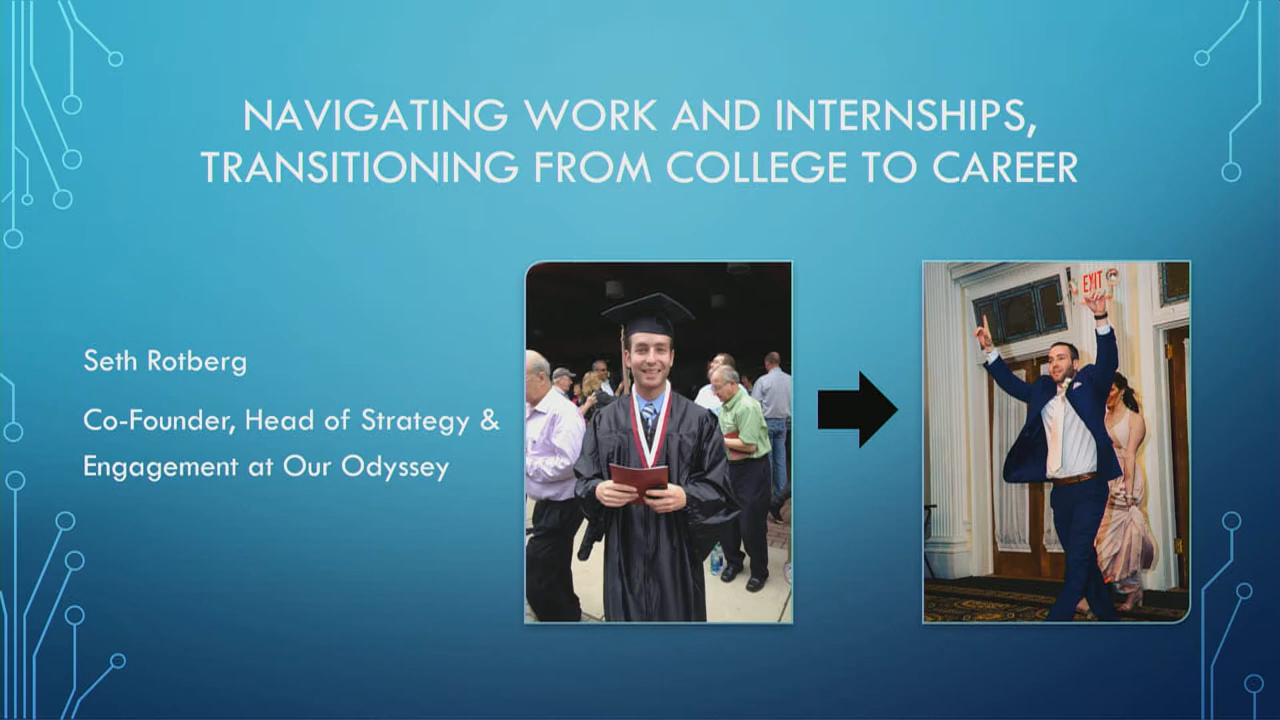 NAVIGATING WORK AND INTERNSHIPS,
TRANSITIONING FROM COLLEGE TO CAREER
Seth Rotberg
Co-Founder, Head of Strategy &
Engagement at Our Odyssey
EXIT